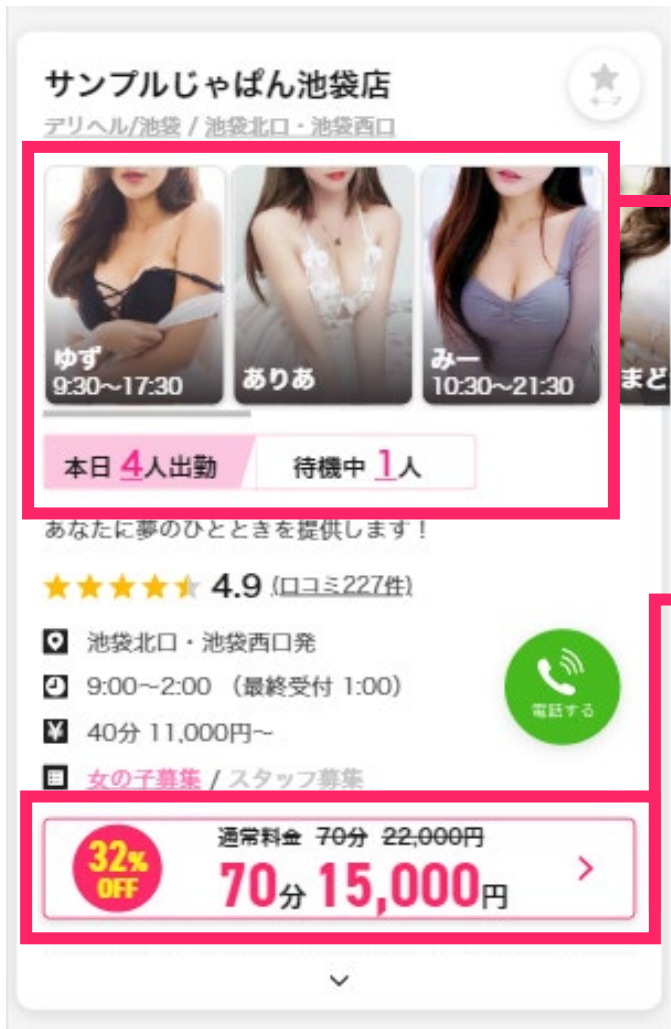 サンプルじゃぱん池袋店
キープ
デリヘル/池袋 / 池袋北口・池袋西口
ゆず
9:30～17:30
ありあ
みー
10:30～21:30
まど
本日 4人出勤
待機中 1人
あなたに夢のひとときを提供します！
4.9 (口コミ227件)
池袋北口・池袋西口発
9:00～2:00 （最終受付 1:00）
電話する
¥ 40分 11,000円～
女の子募集 / スタッフ募集
32% OFF
通常料金 70分 22,000円
70分 15,000円